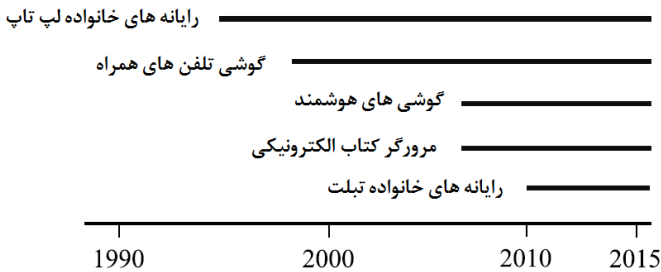 رایانه های خانواده لپ تاپ
گوشی تلفن های همراه
گوشی های هوشمند
مرورگر کتاب الکترونیکی
رایانه های خانواده تبلت
1990 2000 2010 2015